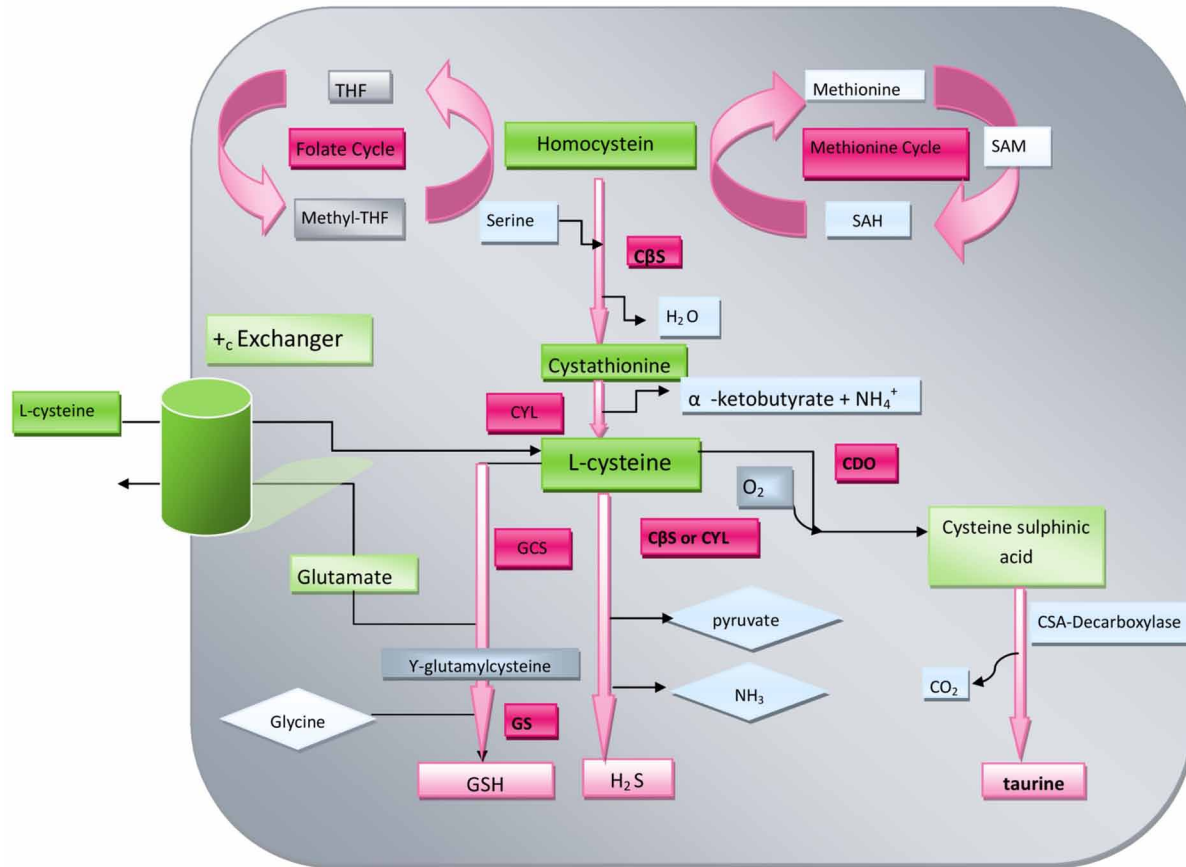 THF
Methionine
Folate Cycle
Homocystein
Methionine Cycle
SAM
Methyl-THF
Serine
SAH
CβS
H₂O
+c Exchanger
Cystathionine
α -ketobutyrate + NH₄⁺
L-cysteine
CYL
L-cysteine
CDO
O₂
Cysteine sulphinic
acid
GCS
CβS or CYL
Glutamate
pyruvate
CSA-Decarboxylase
Y-glutamylcysteine
CO₂
NH₃
Glycine
GS
GSH
H₂S
taurine